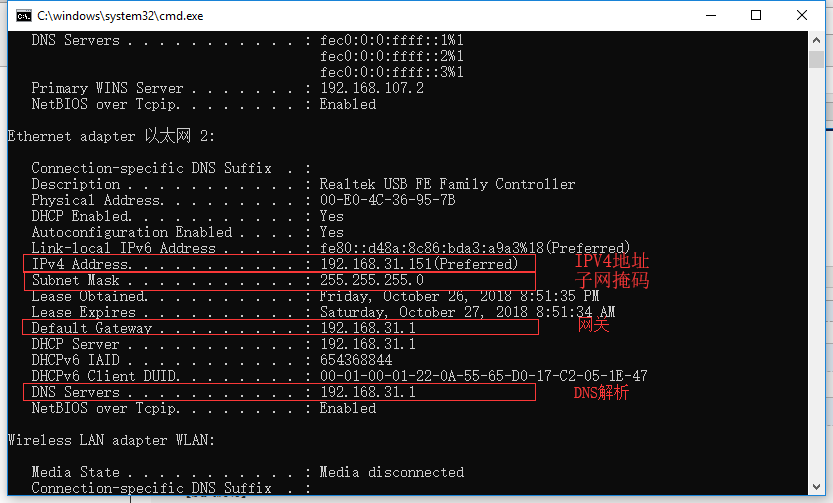 C:\windows\system32\cmd.exe
DNS Servers . . . . . . . . . . . : fec0:0:0:ffff::1%1
fec0:0:0:ffff::2%1
fec0:0:0:ffff::3%1
Primary WINS Server . . . . . . . : 192.168.107.2
NetBIOS over Tcpip. . . . . . . . : Enabled
Ethernet adapter 以太网 2:
Connection-specific DNS Suffix . :
Description . . . . . . . . . . . : Realtek USB FE Family Controller
Physical Address. . . . . . . . . : 00-E0-4C-36-95-7B
DHCP Enabled. . . . . . . . . . . : Yes
Autoconfiguration Enabled . . . . : Yes
Link-local IPv6 Address . . . . . : fe80::d48a:8c86:bda3:a9a3%18(Preferred)
IPv4 Address. . . . . . . . . . . : 192.168.31.151(Preferred) IPV4地址
Subnet Mask . . . . . . . . . . . : 255.255.255.0 子网掩码
Lease Obtained. . . . . . . . . . : Friday, October 26, 2018 8:51:35 PM
Lease Expires . . . . . . . . . . : Saturday, October 27, 2018 8:51:34 AM
Default Gateway . . . . . . . . . : 192.168.31.1 网关
DHCP Server . . . . . . . . . . . : 192.168.31.1
DHCPv6 IAID . . . . . . . . . . . : 654368844
DHCPv6 Client DUID. . . . . . . . : 00-01-00-01-22-0A-55-65-D0-17-C2-05-1E-47
DNS Servers . . . . . . . . . . . : 192.168.31.1 DNS解析
NetBIOS over Tcpip. . . . . . . . : Enabled
Wireless LAN adapter WLAN:
Media State . . . . . . . . . . . : Media disconnected
Connection-specific DNS Suffix . :